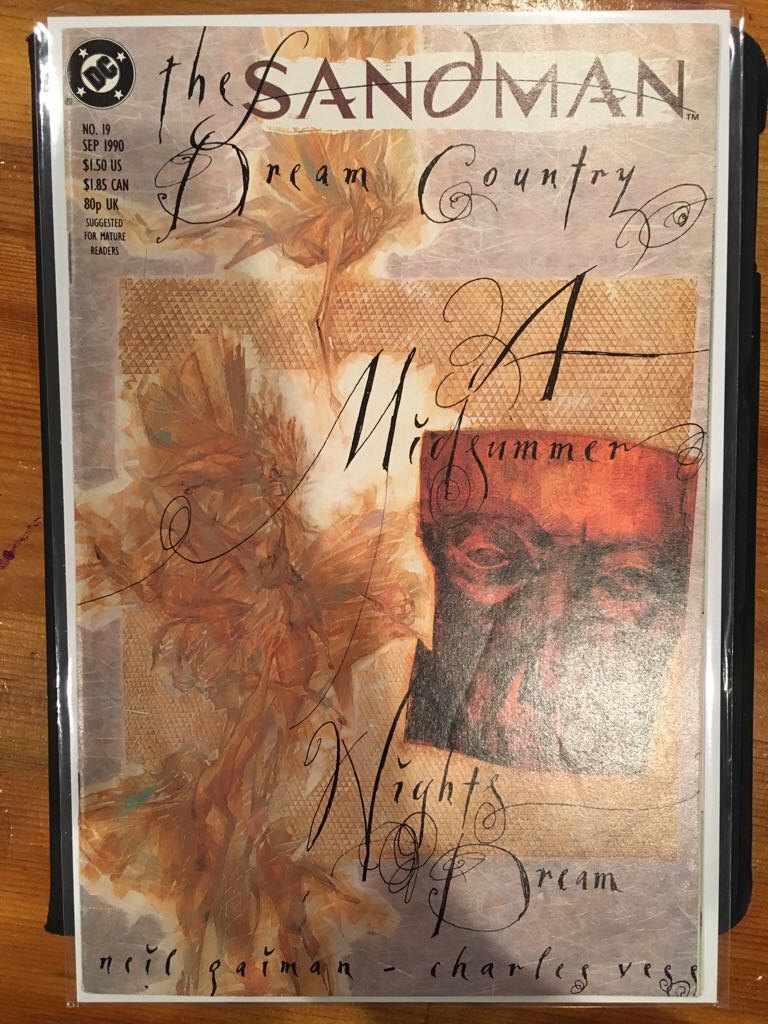 DC
®
the SANDMAN™
NO. 19
SEP 1990
$1.50 US
$1.85 CAN
80p UK
SUGGESTED
FOR MATURE
READERS
Dream Country
A
Midsummer
Nights
Dream
neil gaiman - charles vess